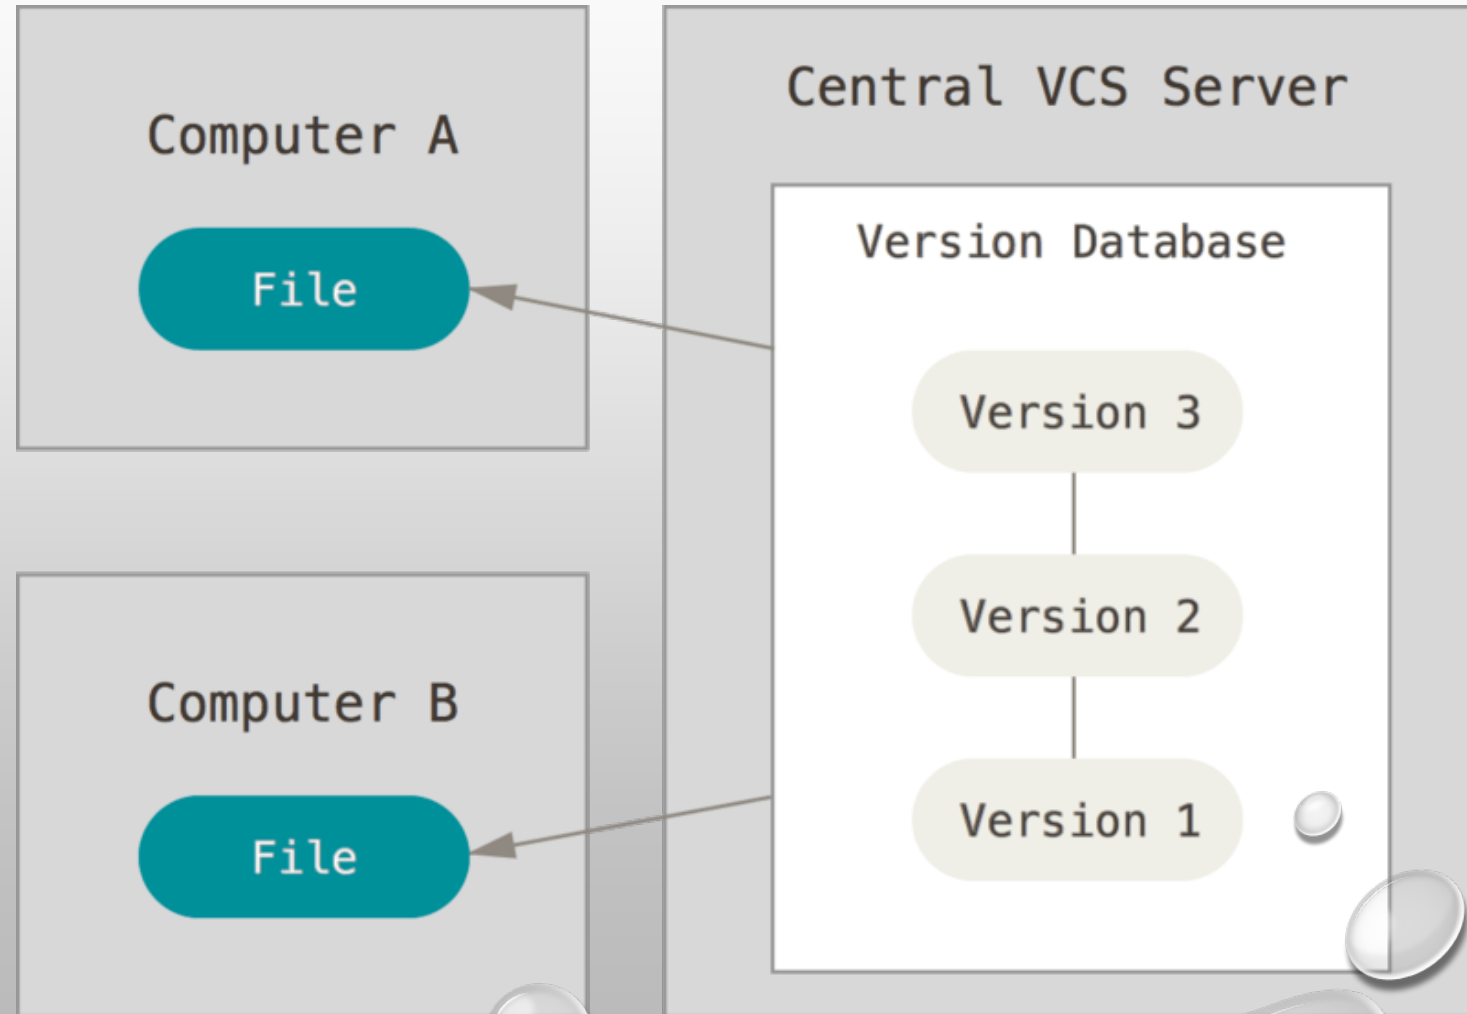 Computer A
File
Computer B
File
Central VCS Server
Version Database
Version 3
Version 2
Version 1